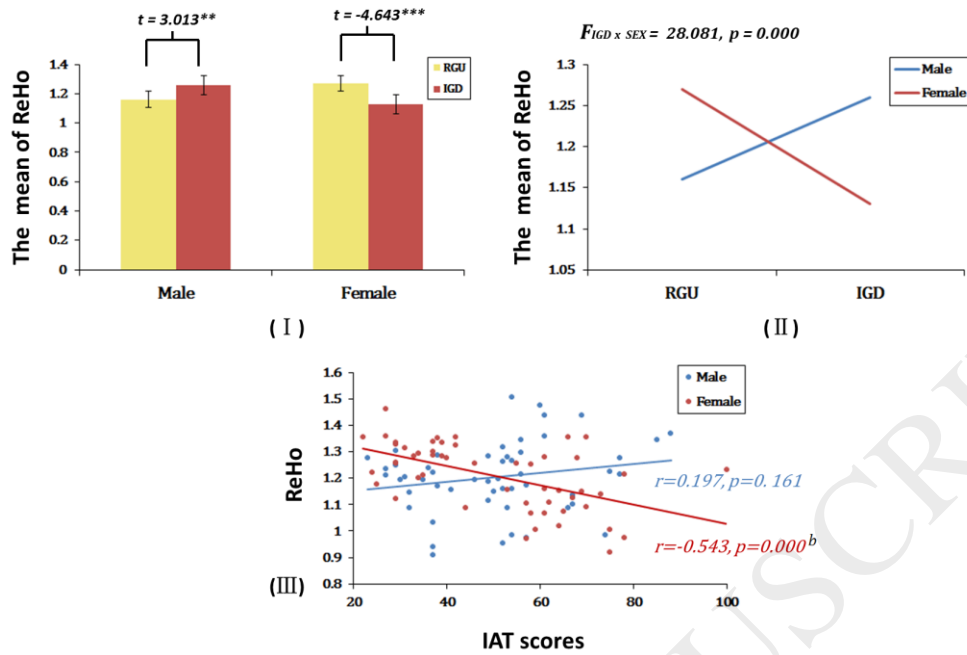 t = 3.013** t = -4.643***
The mean of ReHo
1.4
1.2
1
0.8
0.6
0.4
0.2
0
RGU
IGD
Male Female
( I )
F IGD x SEX = 28.081, p = 0.000
The mean of ReHo
1.3
1.25
1.2
1.15
1.1
1.05
Male
Female
RGU IGD
( II )
ReHo
1.6
1.5
1.4
1.3
1.2
1.1
1
0.9
0.8
Male
Female
r=0.197, p=0. 161
r=-0.543, p=0.000 b
(III)
20 40 60 80 100
IAT scores